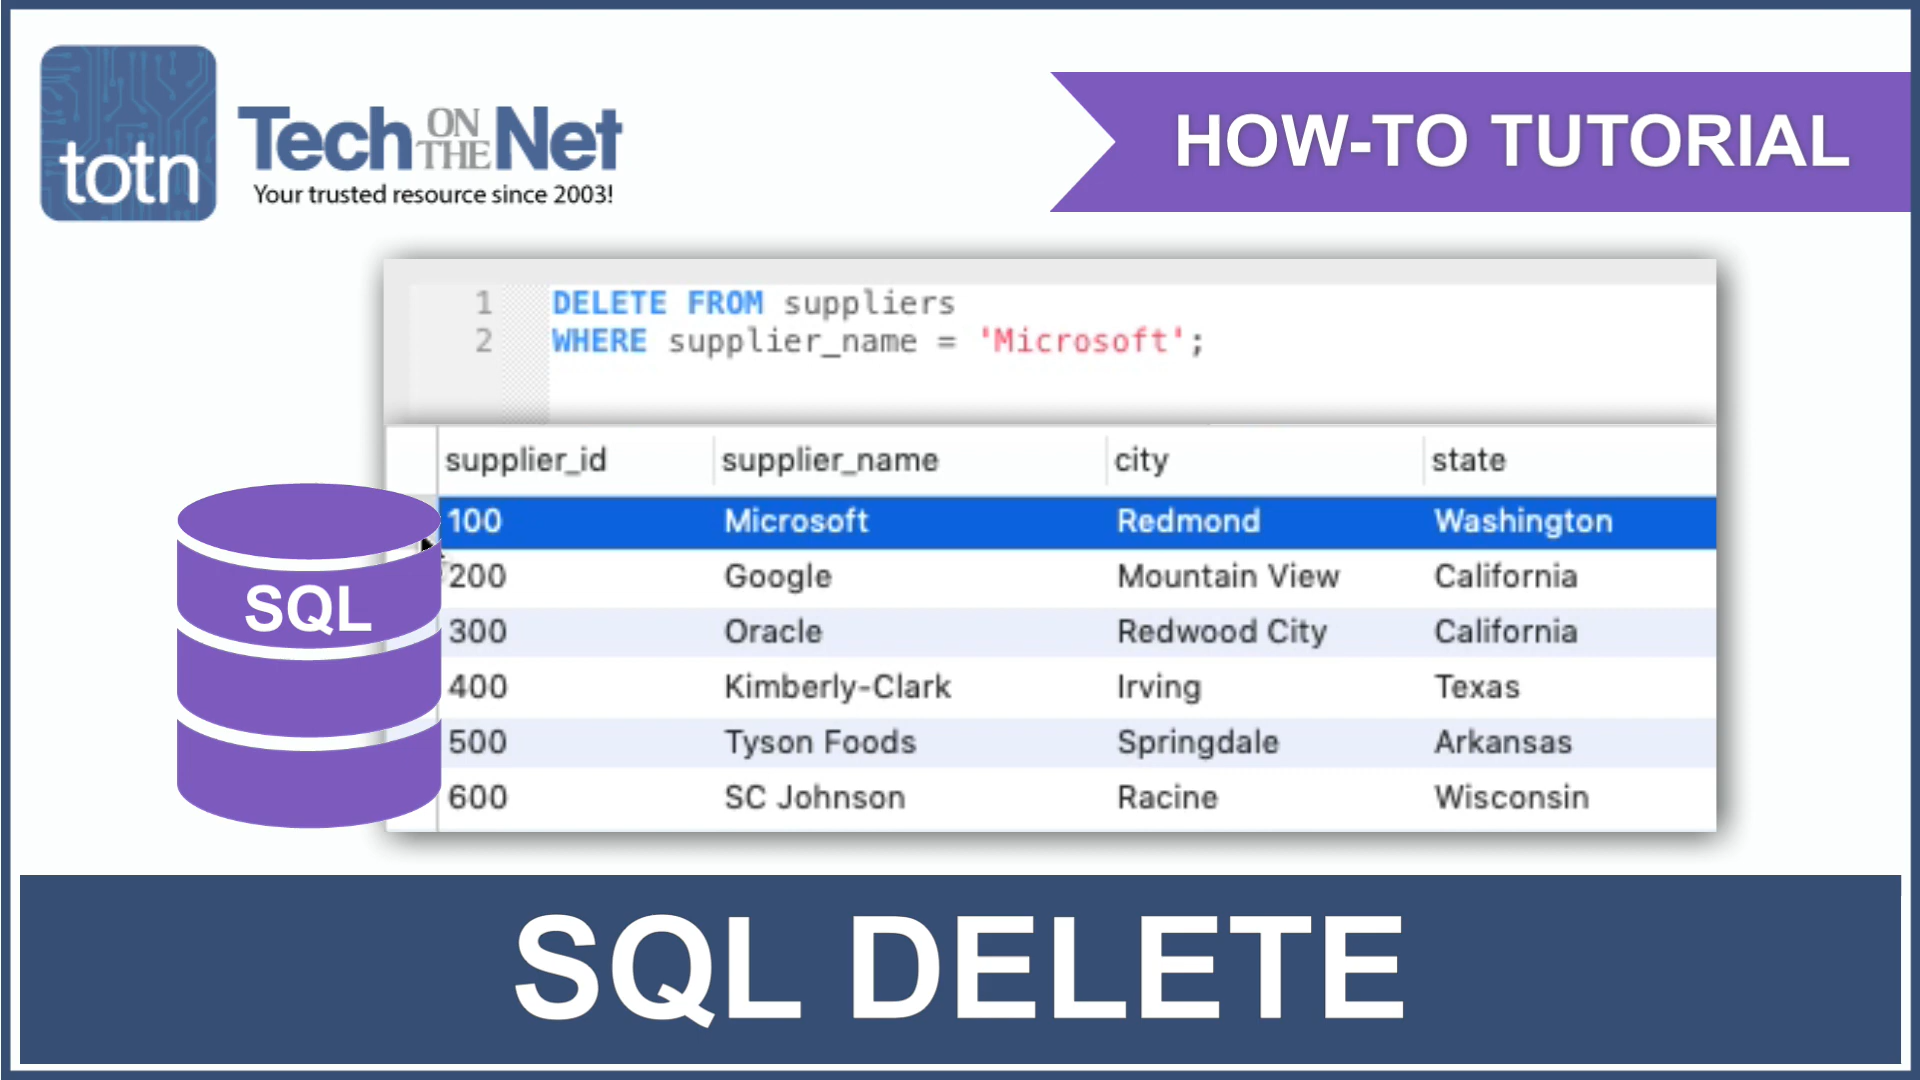 totn
Tech ON THE Net
Your trusted resource since 2003!
HOW-TO TUTORIAL
1 DELETE FROM suppliers
2 WHERE supplier_name = 'Microsoft';
supplier_id supplier_name city state
100 Microsoft Redmond Washington
200 Google Mountain View California
300 Oracle Redwood City California
400 Kimberly-Clark Irving Texas
500 Tyson Foods Springdale Arkansas
600 SC Johnson Racine Wisconsin
SQL
SQL DELETE